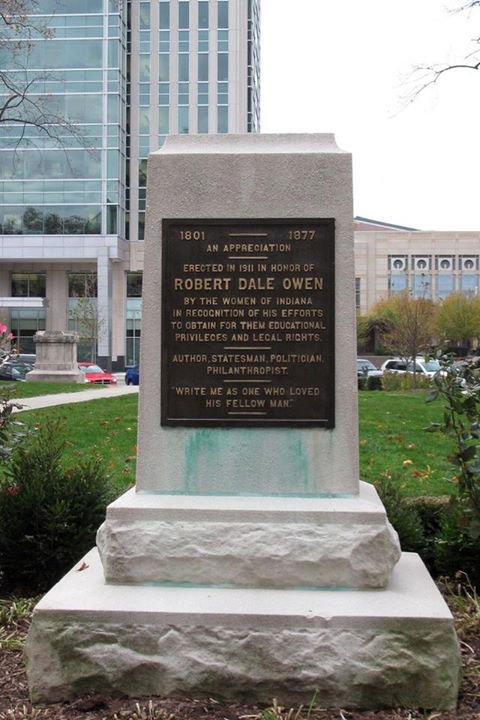 1801 1877
AN APPRECIATION
ERECTED IN 1911 IN HONOR OF
ROBERT DALE OWEN
BY THE WOMEN OF INDIANA
IN RECOGNITION OF HIS EFFORTS
TO OBTAIN FOR THEM EDUCATIONAL
PRIVILEGES AND LEGAL RIGHTS.
AUTHOR, STATESMAN, POLITICIAN,
PHILANTHROPIST.
"WRITE ME AS ONE WHO LOVED
HIS FELLOW MAN."